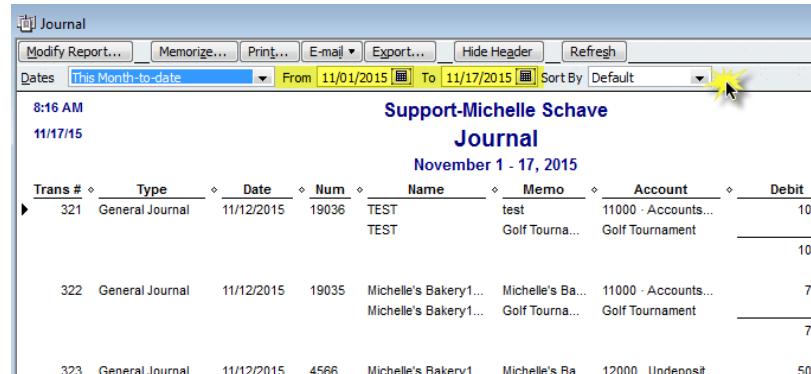 Journal
Modify Report... Memorize... Print... E-mail Export... Hide Header Refresh
Dates This Month-to-date From 11/01/2015 To 11/17/2015 Sort By Default
8:16 AM Support-Michelle Schave
11/17/15 Journal
November 1 - 17, 2015
Trans # Type Date Num Name Memo Account Debit
321 General Journal 11/12/2015 19036 TEST test 11000 · Accounts... 10
TEST Golf Tourna... Golf Tournament
10
322 General Journal 11/12/2015 19035 Michelle's Bakery1... Michelle's Ba... 11000 · Accounts... 7
Michelle's Bakery1... Golf Tourna... Golf Tournament
7
323 General Journal 11/12/2015 4566 Michelle's Bakery1 Michelle's Ba 12000 Undeposit 50